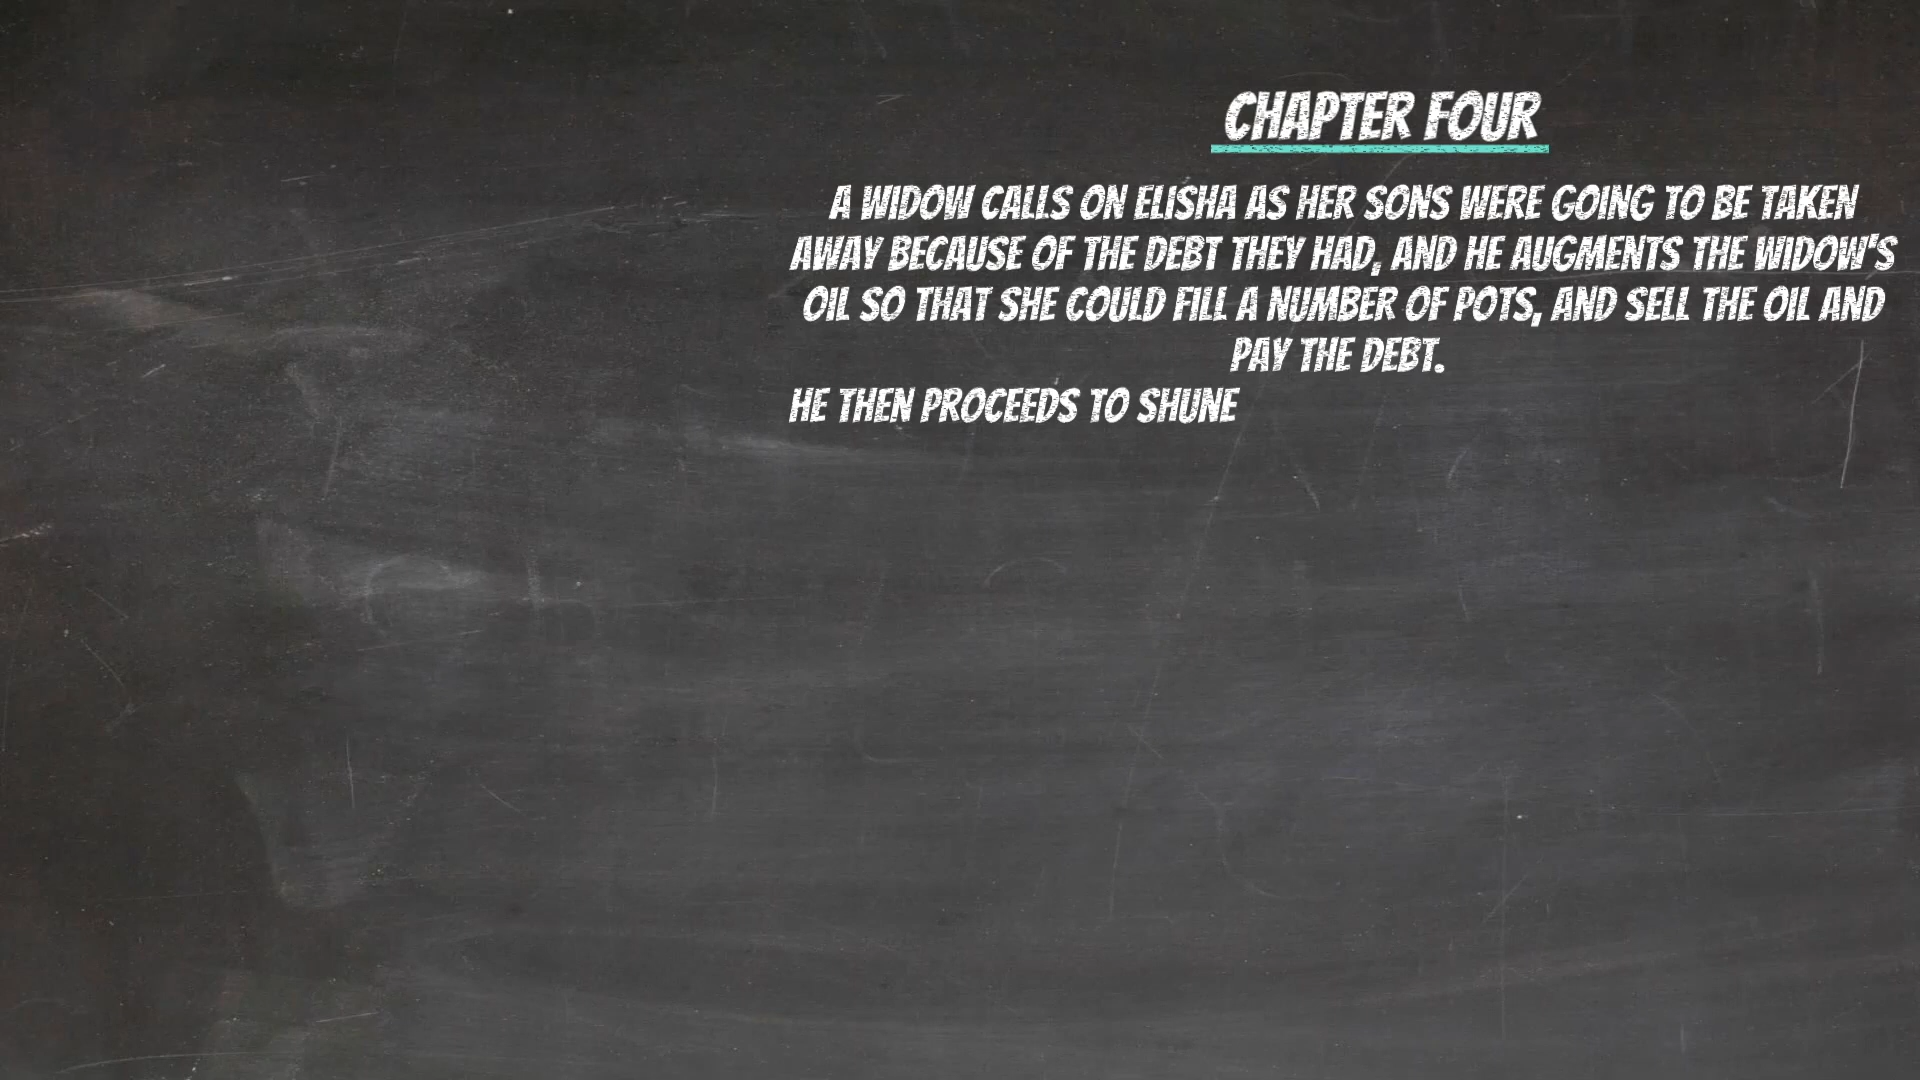 CHAPTER FOUR
A WIDOW CALLS ON ELISHA AS HER SONS WERE GOING TO BE TAKEN
AWAY BECAUSE OF THE DEBT THEY HAD, AND HE AUGMENTS THE WIDOW'S
OIL SO THAT SHE COULD FILL A NUMBER OF POTS, AND SELL THE OIL AND
PAY THE DEBT.
HE THEN PROCEEDS TO SHUNE